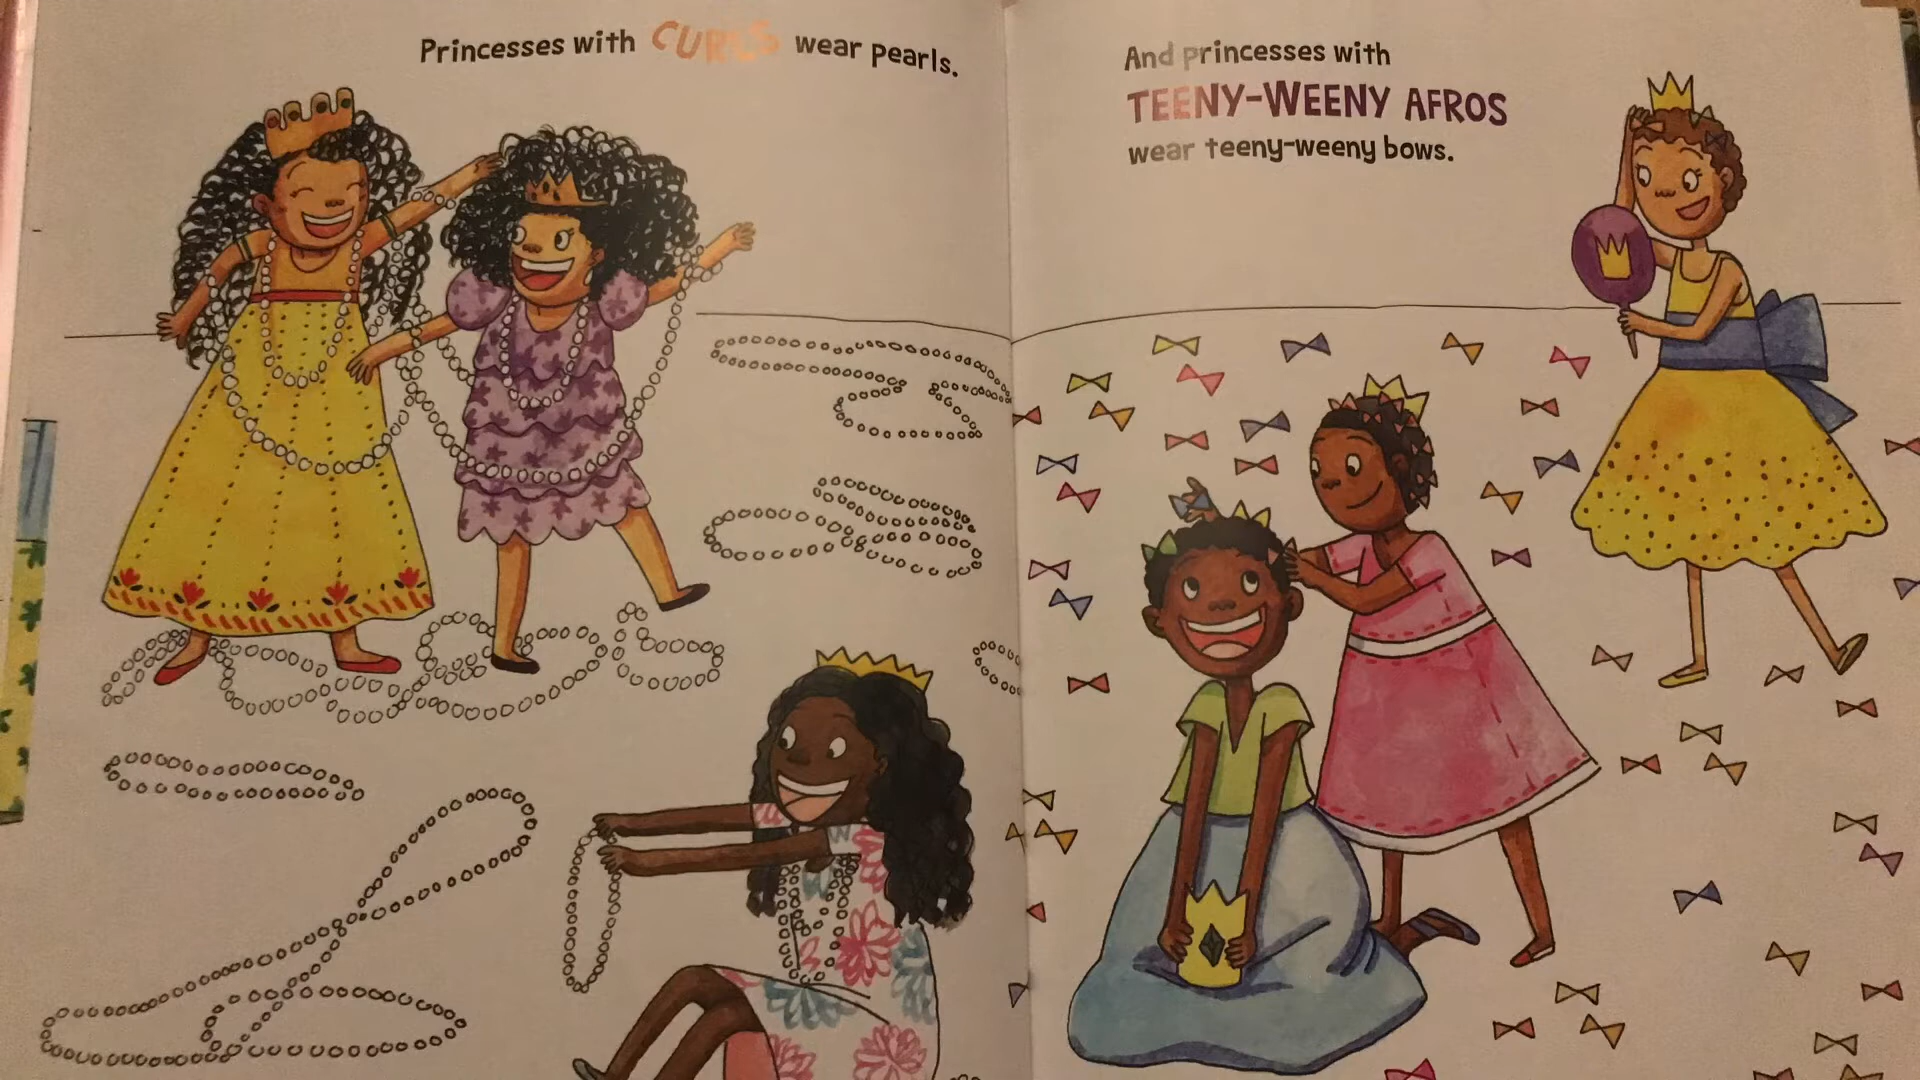 Princesses with CURLS wear pearls.
And princesses with
TEENY-WEENY AFROS
wear teeny-weeny bows.